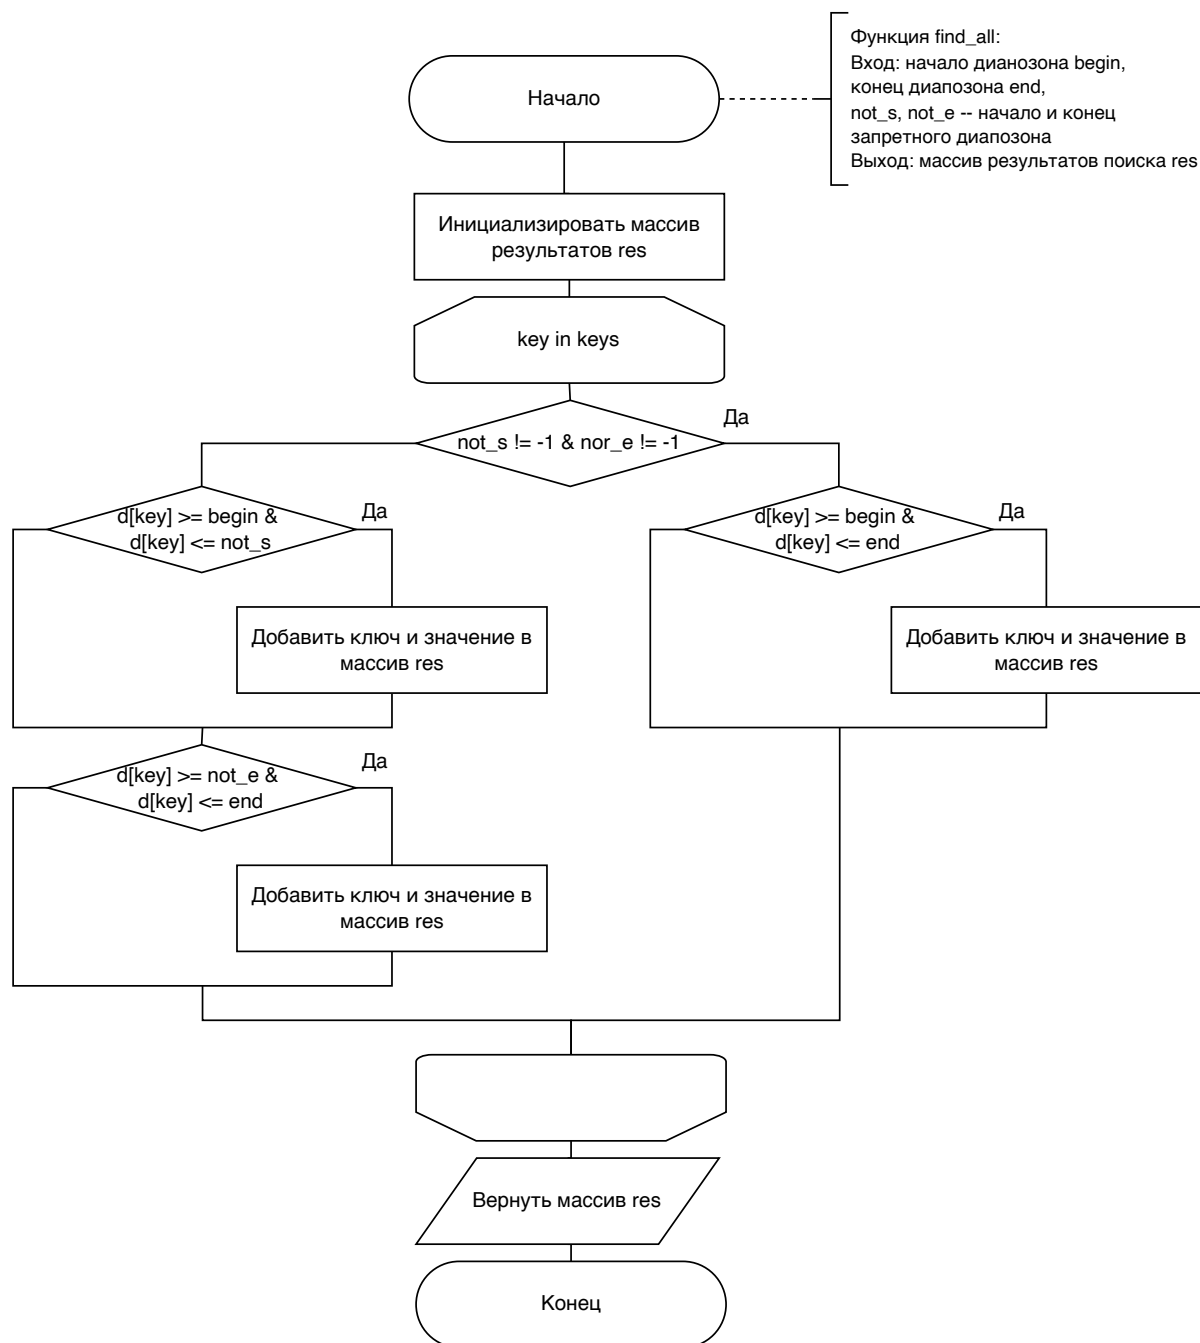 Функция find_all:
Вход: начало дианозона begin,
конец диапозона end,
not_s, not_e -- начало и конец
запретного диапозона
Выход: массив результатов поиска res
Начало
Инициализировать массив
результатов res
key in keys
Да
not_s != -1 & nor_e != -1
d[key] >= begin &
d[key] <= not_s
Да
d[key] >= begin &
d[key] <= end
Да
Добавить ключ и значение в
массив res
Добавить ключ и значение в
массив res
d[key] >= not_e &
d[key] <= end
Да
Добавить ключ и значение в
массив res
Вернуть массив res
Конец